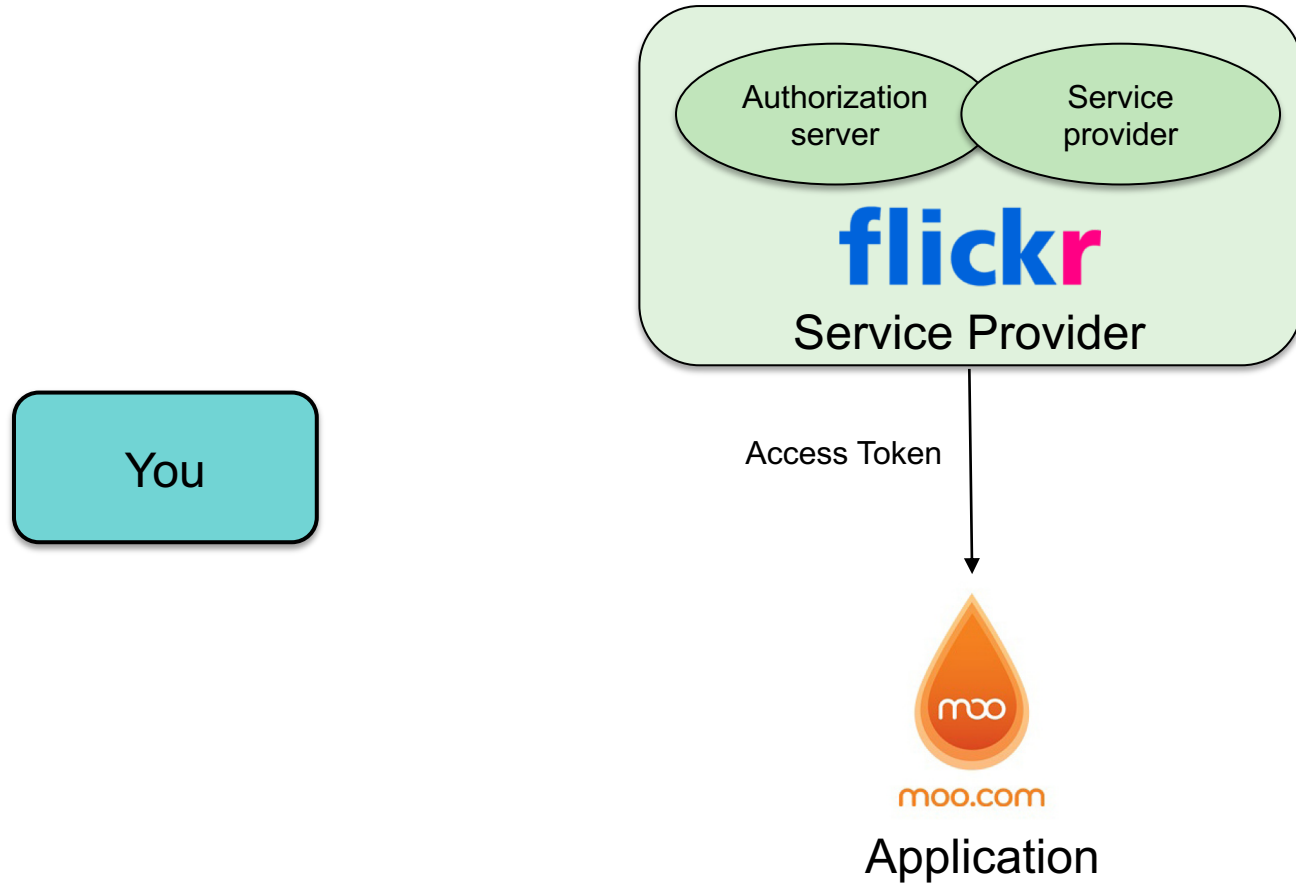 Authorization
server
Service
provider
flickr
Service Provider
You
Access Token
moo
moo.com
Application